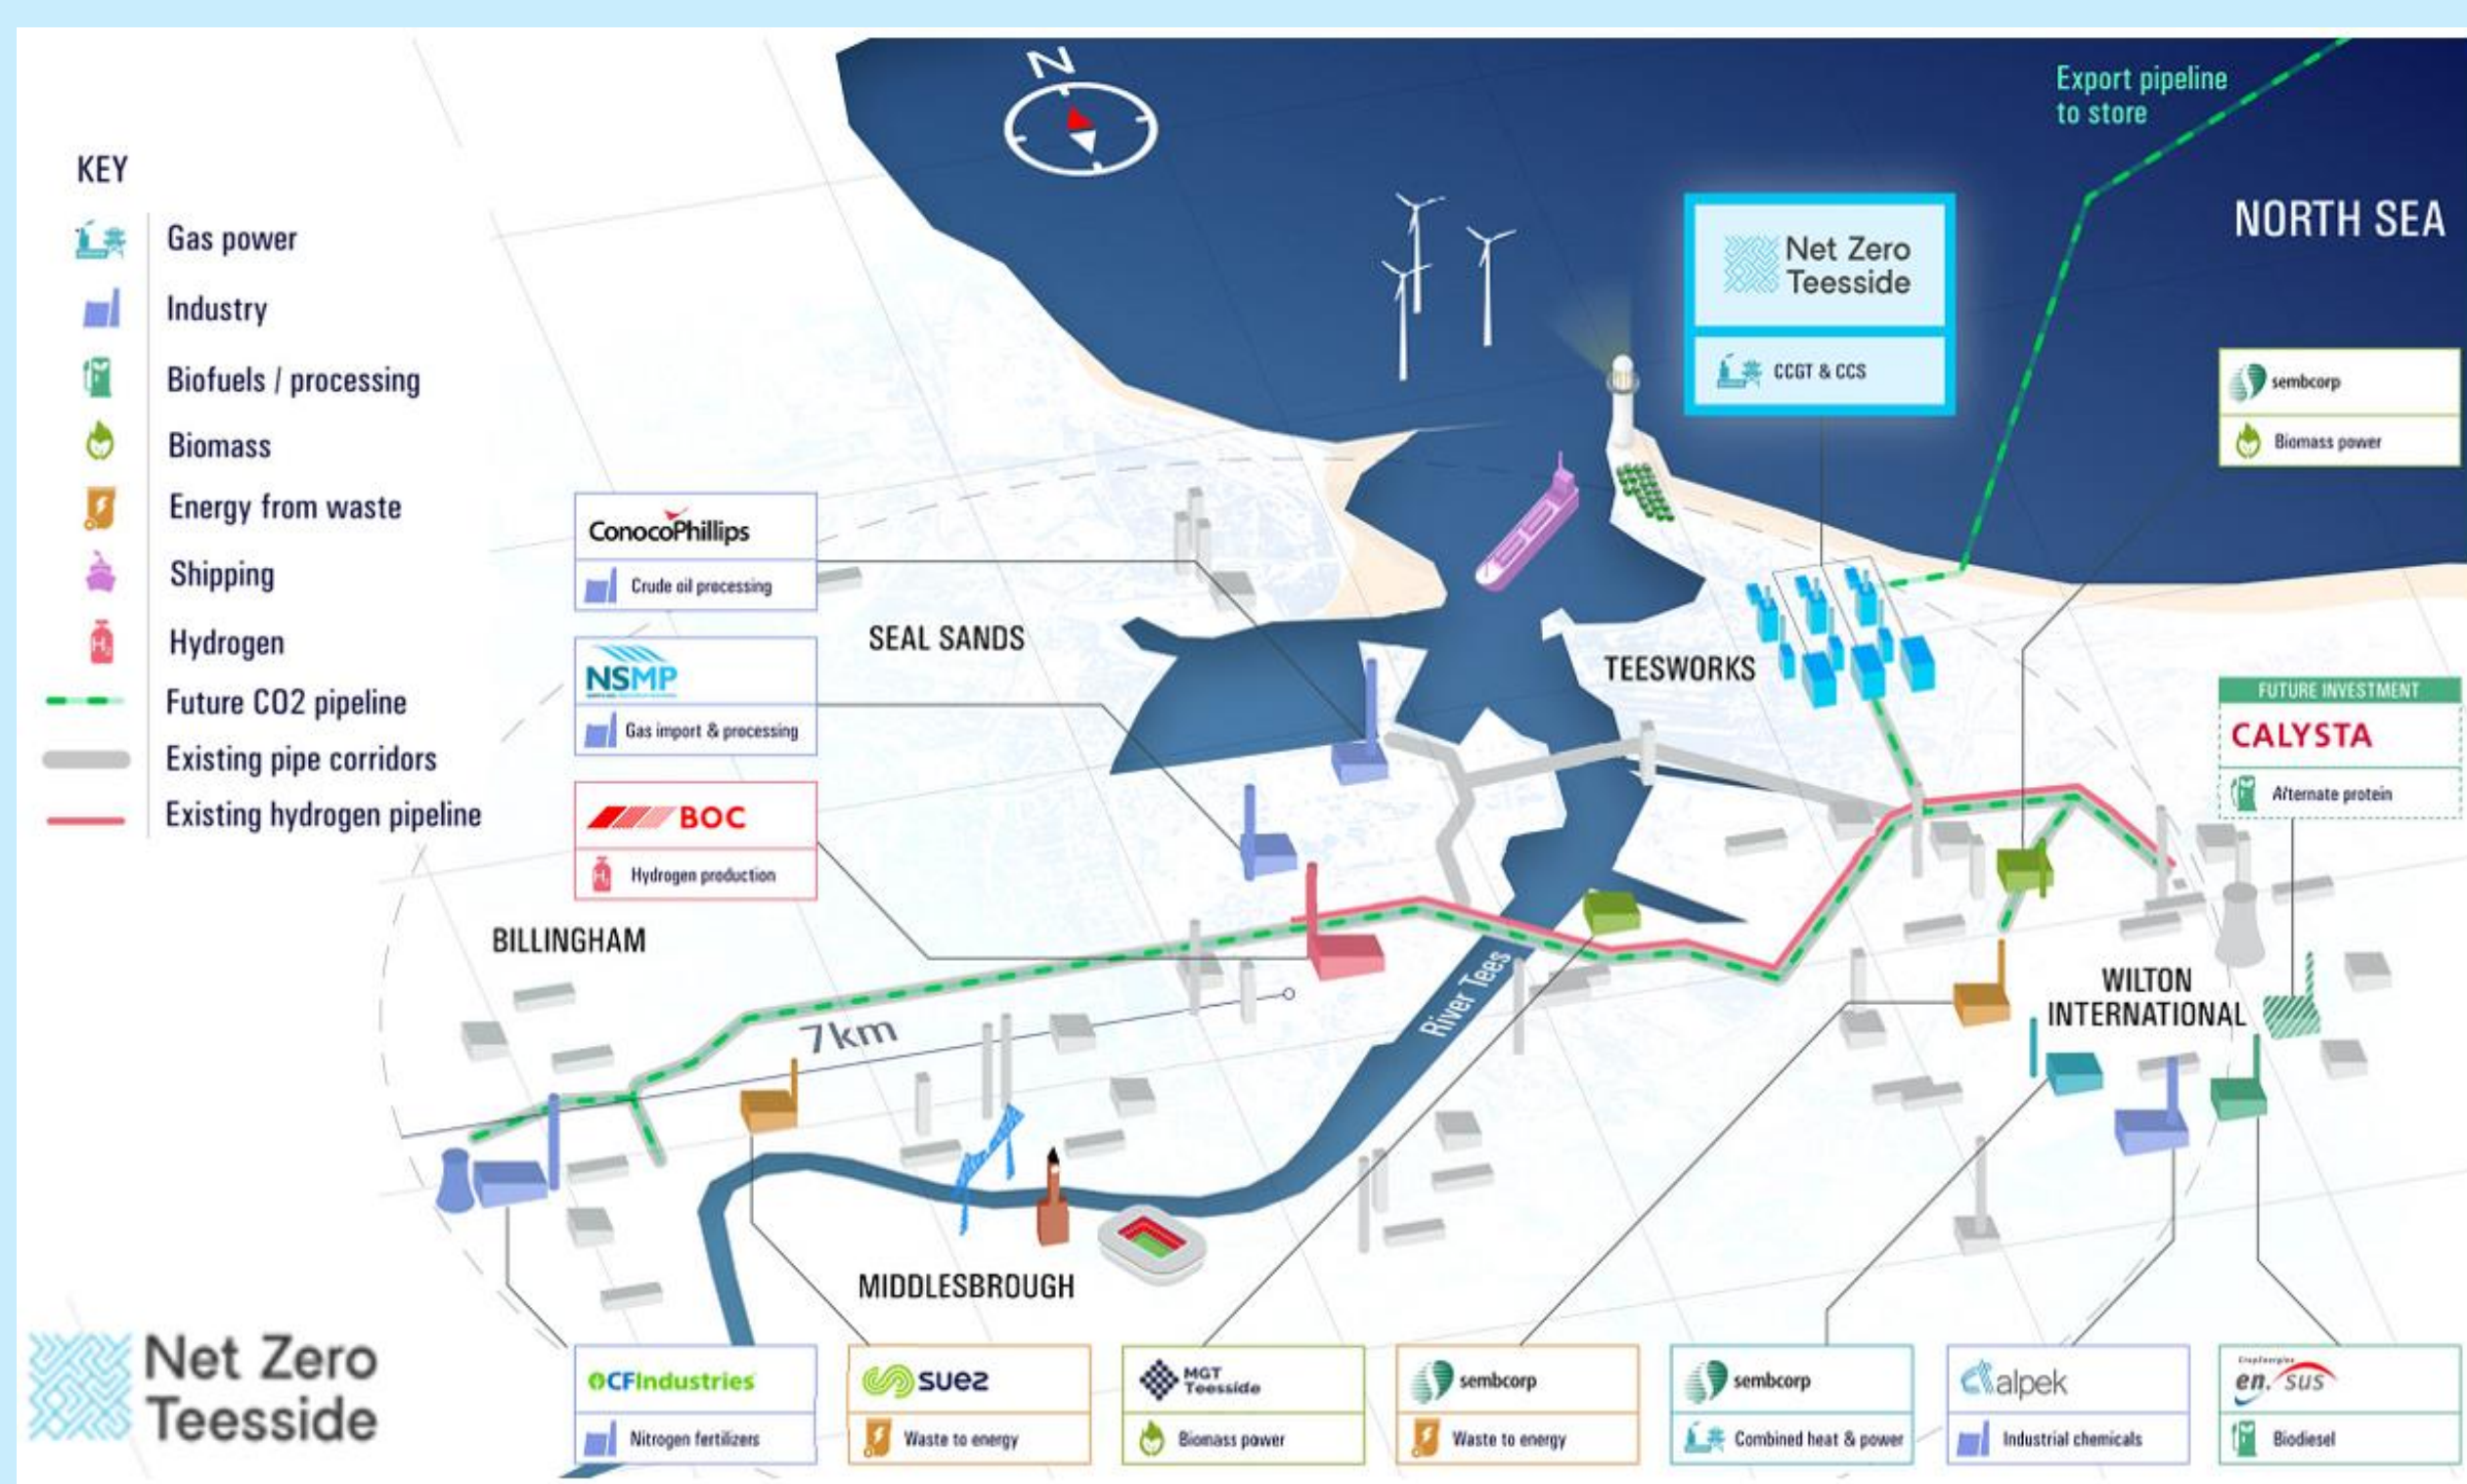 N
Export pipeline
to store
NORTH SEA
KEY
Gas power
Industry
Biofuels / processing
Biomass
Energy from waste
Shipping
H₂
Hydrogen
Future CO2 pipeline
Existing pipe corridors
Existing hydrogen pipeline
Net Zero
Teesside
CCGT & CCS
sembcorp
Biomass power
ConocoPhillips
Crude oil processing
SEAL SANDS
NSMP
Gas import & processing
TEESWORKS
FUTURE INVESTMENT
CALYSTA
Alternate protein
BOC
H₂
Hydrogen production
BILLINGHAM
7km
River Tees
WILTON
INTERNATIONAL
MIDDLESBROUGH
Net Zero
Teesside
CFIndustries
Nitrogen fertilizers
suez
Waste to energy
MGT
Teesside
Biomass power
sembcorp
Waste to energy
sembcorp
Combined heat & power
alpek
Industrial chemicals
CropEnergies
en. sus
Biodiesel